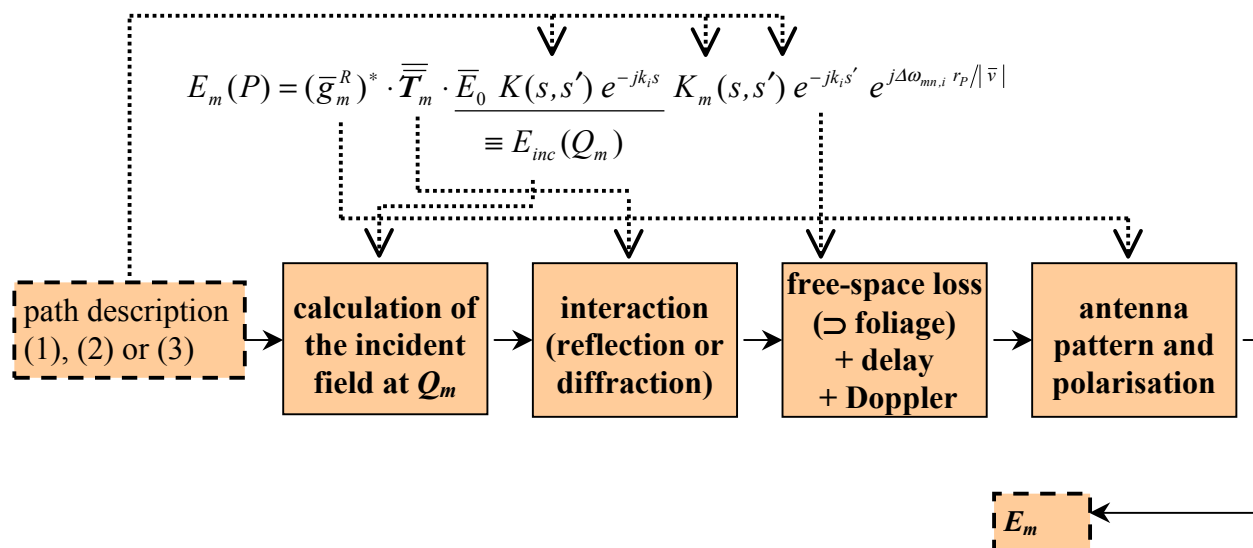 E_m(P) = (g̅_m^R)^* · T̿_m · E̅_0 K(s,s′) e^{-jk_i s} K_m(s,s′) e^{-jk_i s′} e^{jΔω_{mn,i} r_P/|v̅|}
≡ E_inc(Q_m)
path description
(1), (2) or (3)
calculation of
the incident
field at Q_m
interaction
(reflection or
diffraction)
free-space loss
(⊃ foliage)
+ delay
+ Doppler
antenna
pattern and
polarisation
E_m